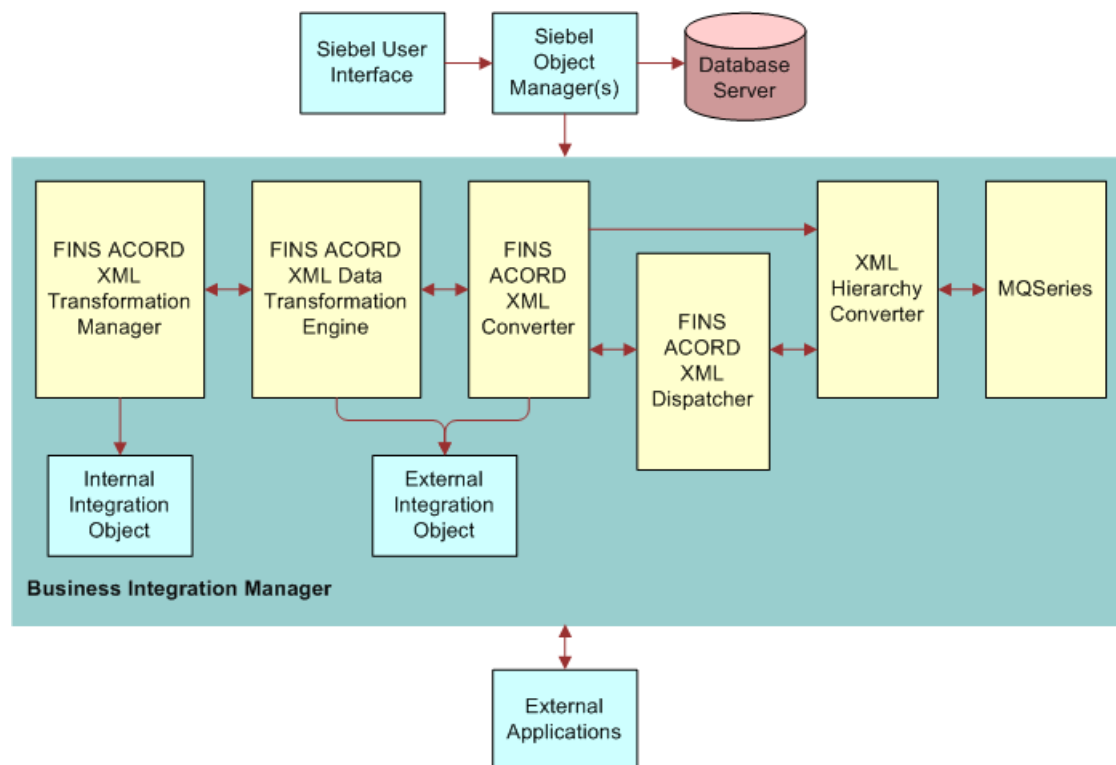 Siebel User
Interface
Siebel
Object
Manager(s)
Database
Server
FINS ACORD
XML
Transformation
Manager
FINS ACORD
XML Data
Transformation
Engine
FINS
ACORD
XML
Converter
FINS
ACORD
XML
Dispatcher
XML
Hierarchy
Converter
MQSeries
Internal
Integration
Object
External
Integration
Object
Business Integration Manager
External
Applications